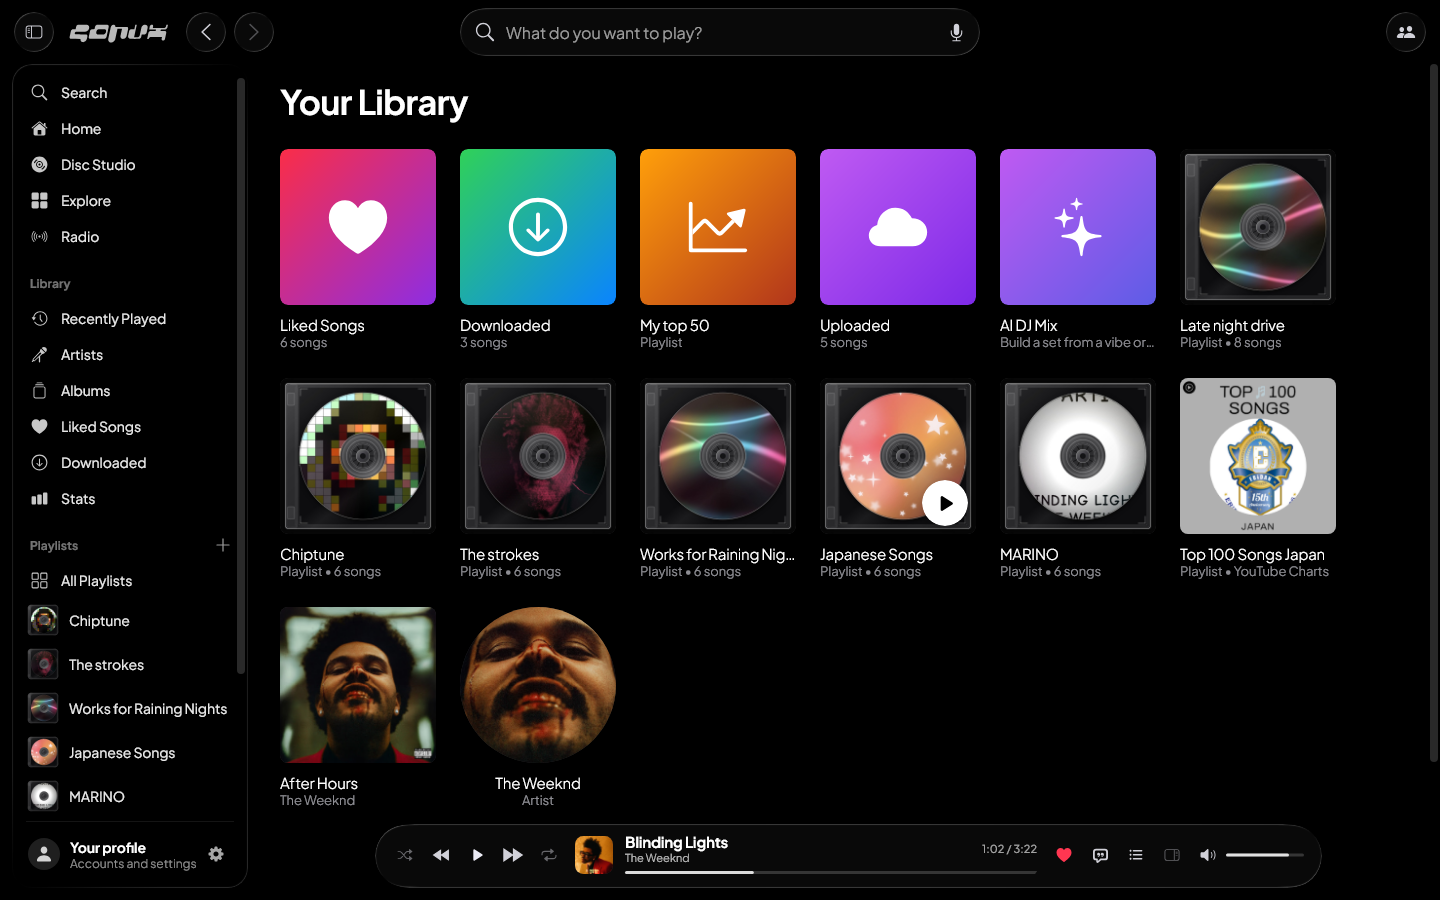 What do you want to play?
Search
Home
Disc Studio
Explore
Radio
Library
Recently Played
Artists
Albums
Liked Songs
Downloaded
Stats
Playlists
All Playlists
Chiptune
The strokes
Works for Raining Nights
Japanese Songs
MARINO
Your profile
Accounts and settings
Your Library
Liked Songs
6 songs
Downloaded
3 songs
My top 50
Playlist
Uploaded
5 songs
AI DJ Mix
Build a set from a vibe or...
Late night drive
Playlist • 8 songs
TOP 100
SONGS
15th
JAPAN
Chiptune
Playlist • 6 songs
The strokes
Playlist • 6 songs
Works for Raining Nig...
Playlist • 6 songs
Japanese Songs
Playlist • 6 songs
MARINO
Playlist • 6 songs
Top 100 Songs Japan
Playlist • YouTube Charts
After Hours
The Weeknd
The Weeknd
Artist
Blinding Lights
The Weeknd
1:02 / 3:22